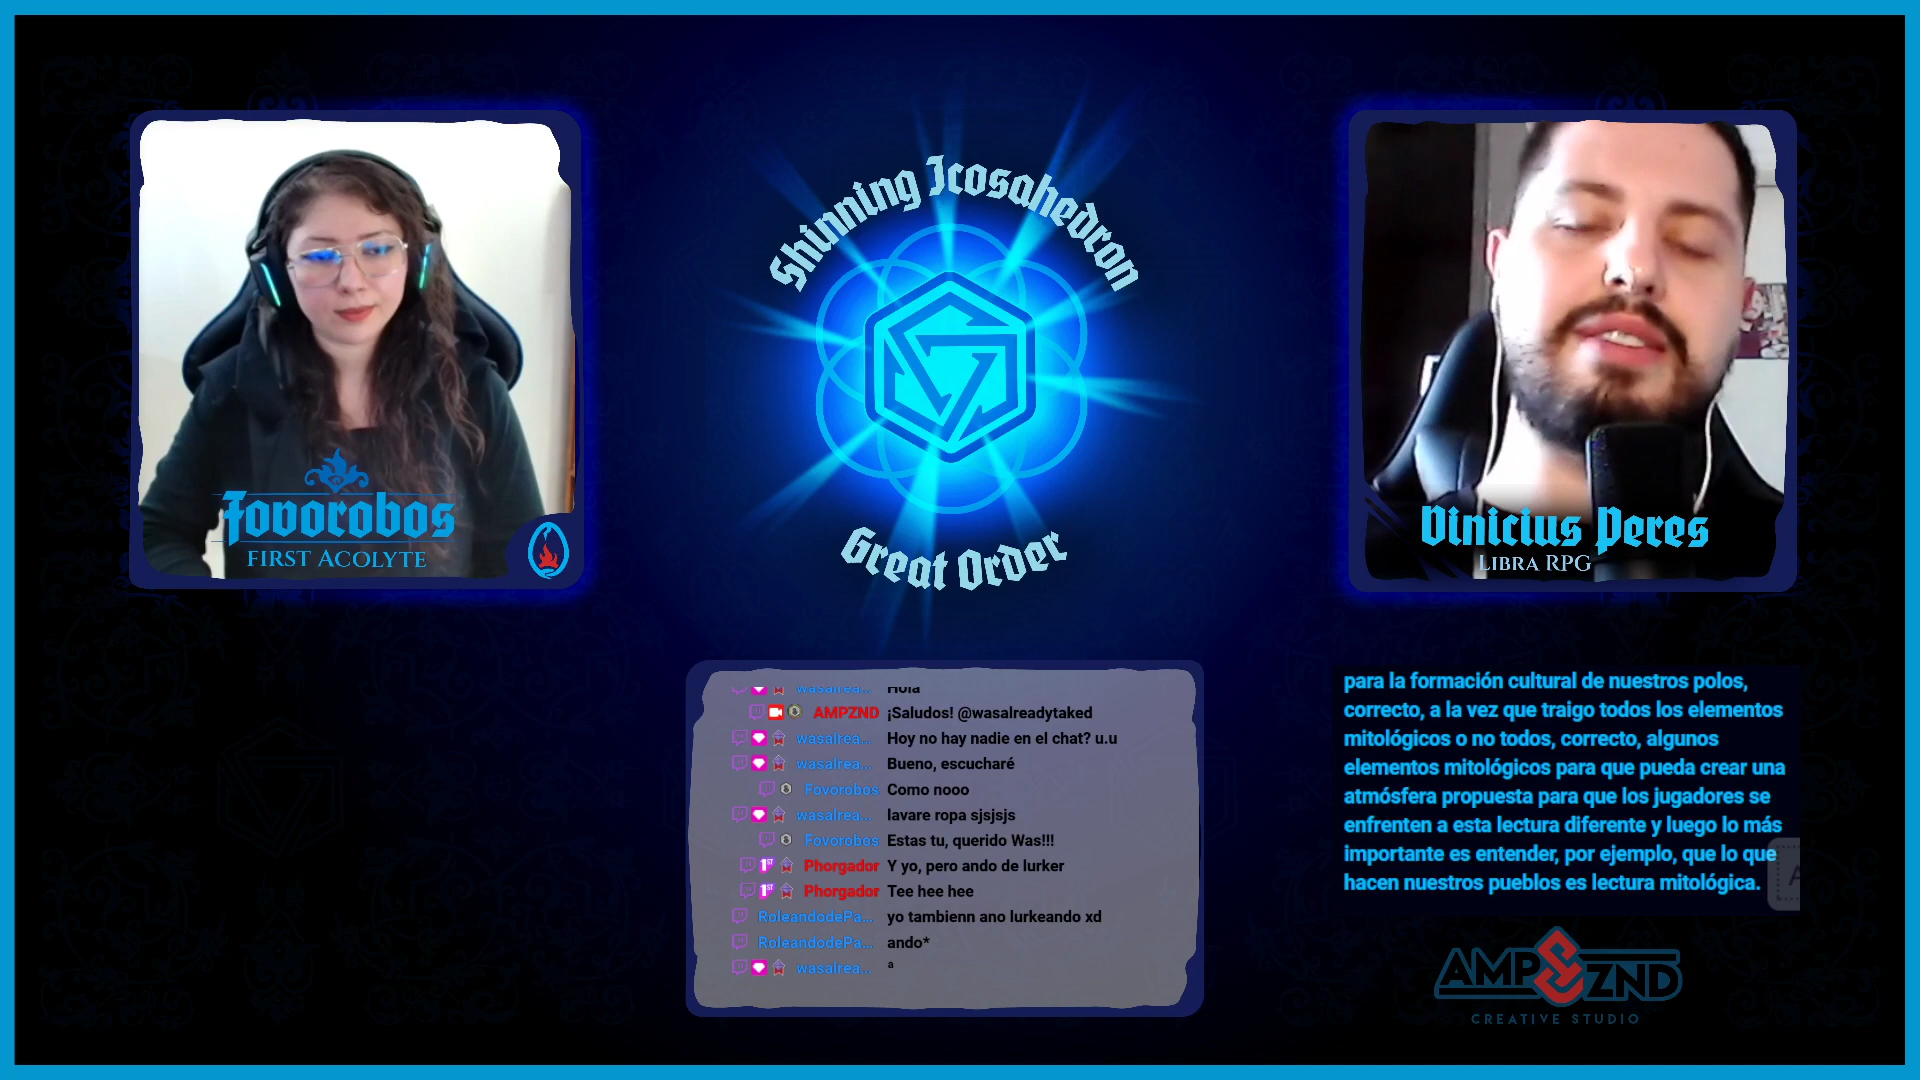 Shinning Icosahedron
Great Order
Fovorobos
FIRST ACOLYTE
Vinicius Peres
LIBRA RPG
wasalrea... Hola
AMPZND ¡Saludos! @wasalreadytaked
wasalrea... Hoy no hay nadie en el chat? u.u
wasalrea... Bueno, escucharé
Fovorobos Como nooo
wasalrea... lavare ropa sjsjsjs
Fovorobos Estas tu, querido Was!!!
1ST Phorgador Y yo, pero ando de lurker
1ST Phorgador Tee hee hee
RoleandodePa... yo tambienn ano lurkeando xd
RoleandodePa... ando*
wasalrea... a
para la formación cultural de nuestros polos,
correcto, a la vez que traigo todos los elementos
mitológicos o no todos, correcto, algunos
elementos mitológicos para que pueda crear una
atmósfera propuesta para que los jugadores se
enfrenten a esta lectura diferente y luego lo más
importante es entender, por ejemplo, que lo que
hacen nuestros pueblos es lectura mitológica.
AMPZND
CREATIVE STUDIO